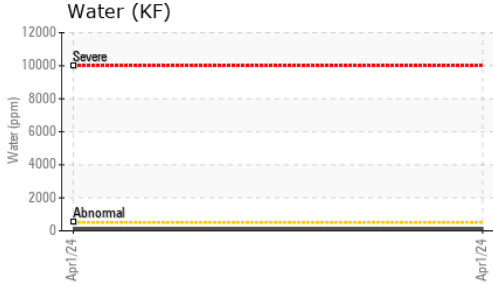 Water (KF)
12000
Severe
10000
8000
6000
Water (ppm)
4000
2000
Abnormal
0
Apr1/24
Apr1/24